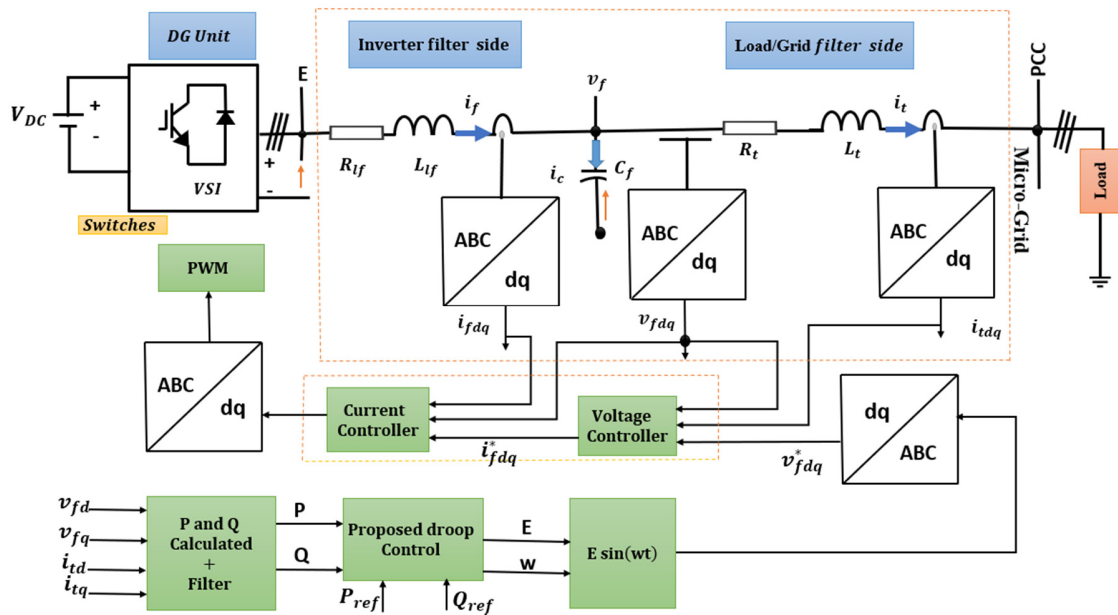 DG Unit
Inverter filter side
Load/Grid filter side
E
v_f
PCC
V_DC
+
-
i_f
i_t
+
-
VSI
R_lf
L_lf
i_c
C_f
R_t
L_t
Micro-Grid
Load
Switches
ABC
dq
ABC
dq
ABC
dq
PWM
i_fdq
v_fdq
i_tdq
ABC
dq
Current
Controller
Voltage
Controller
dq
ABC
i*_fdq
v*_fdq
v_fd
v_fq
i_td
i_tq
P and Q
Calculated
+
Filter
P
Q
Proposed droop
Control
E
w
E sin(wt)
P_ref
Q_ref